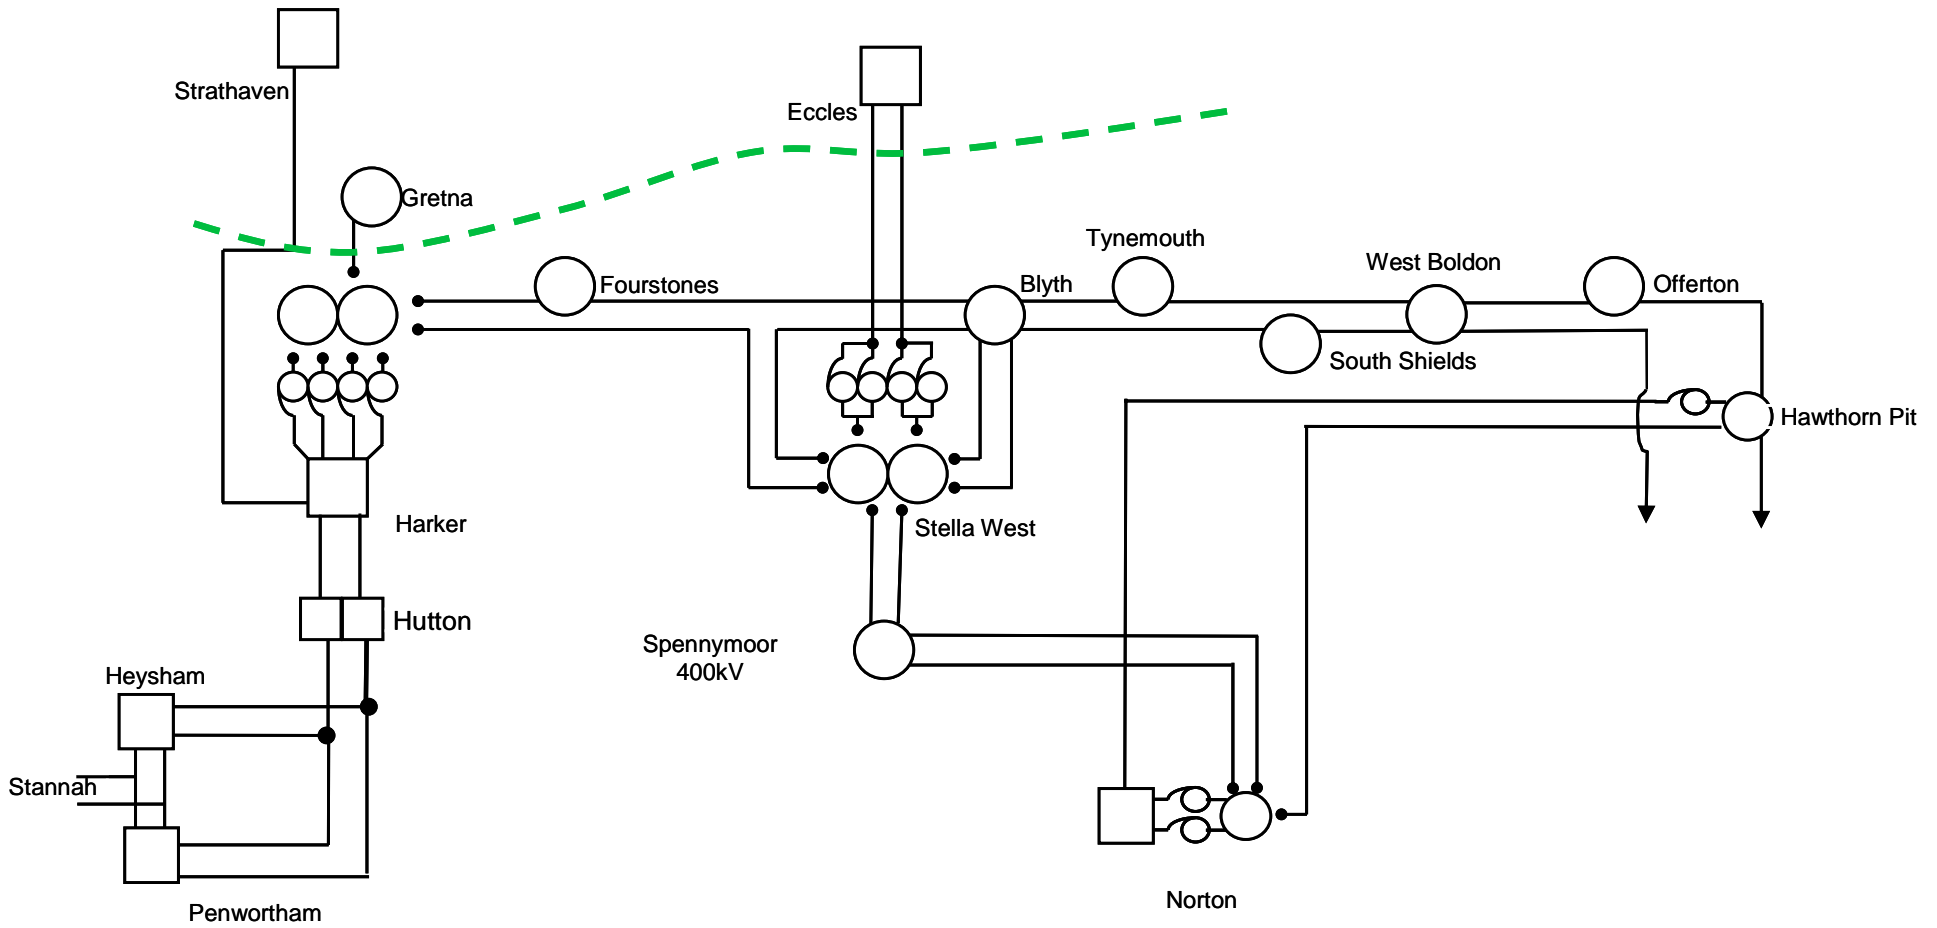 Strathaven
Eccles
Gretna
Tynemouth
West Boldon
Fourstones
Blyth
Offerton
South Shields
Hawthorn Pit
Harker
Stella West
Hutton
Spennymoor
400kV
Heysham
Stannah
Norton
Penwortham